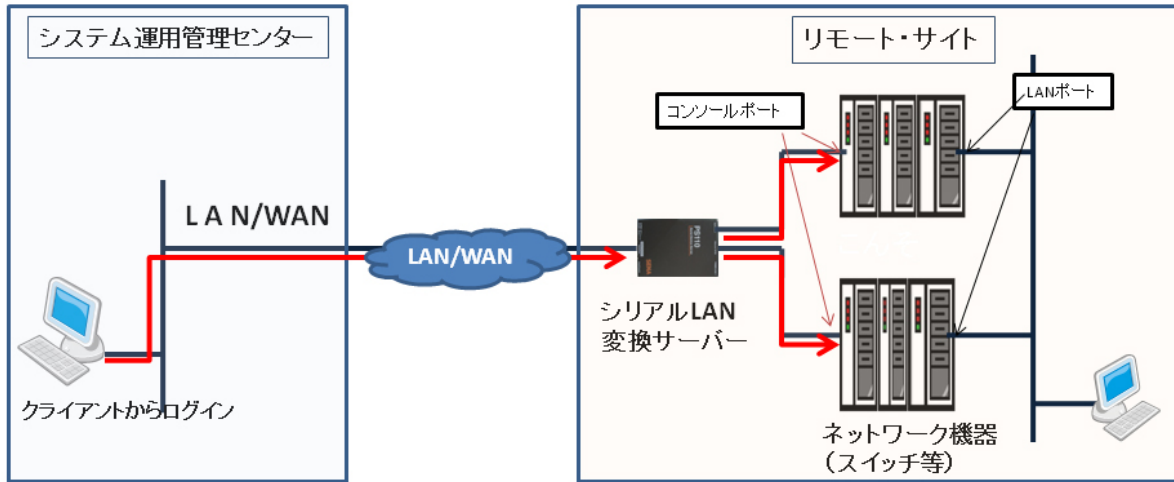 システム運用管理センター
リモート・サイト
コンソールポート
LANポート
LAN/WAN
LAN/WAN
PS110
シリアルLAN
変換サーバー
クライアントからログイン
ネットワーク機器
(スイッチ等)